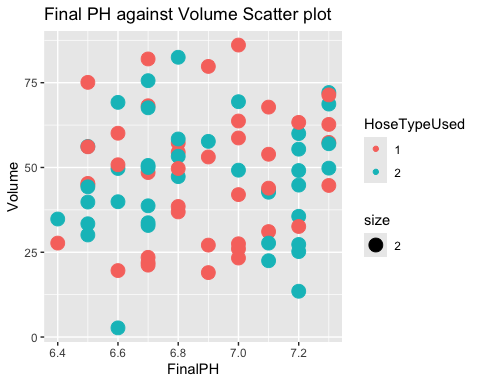 Final PH against Volume Scatter plot
Volume
75
50
25
0
6.4 6.6 6.8 7.0 7.2
FinalPH
HoseTypeUsed
1
2
size
2